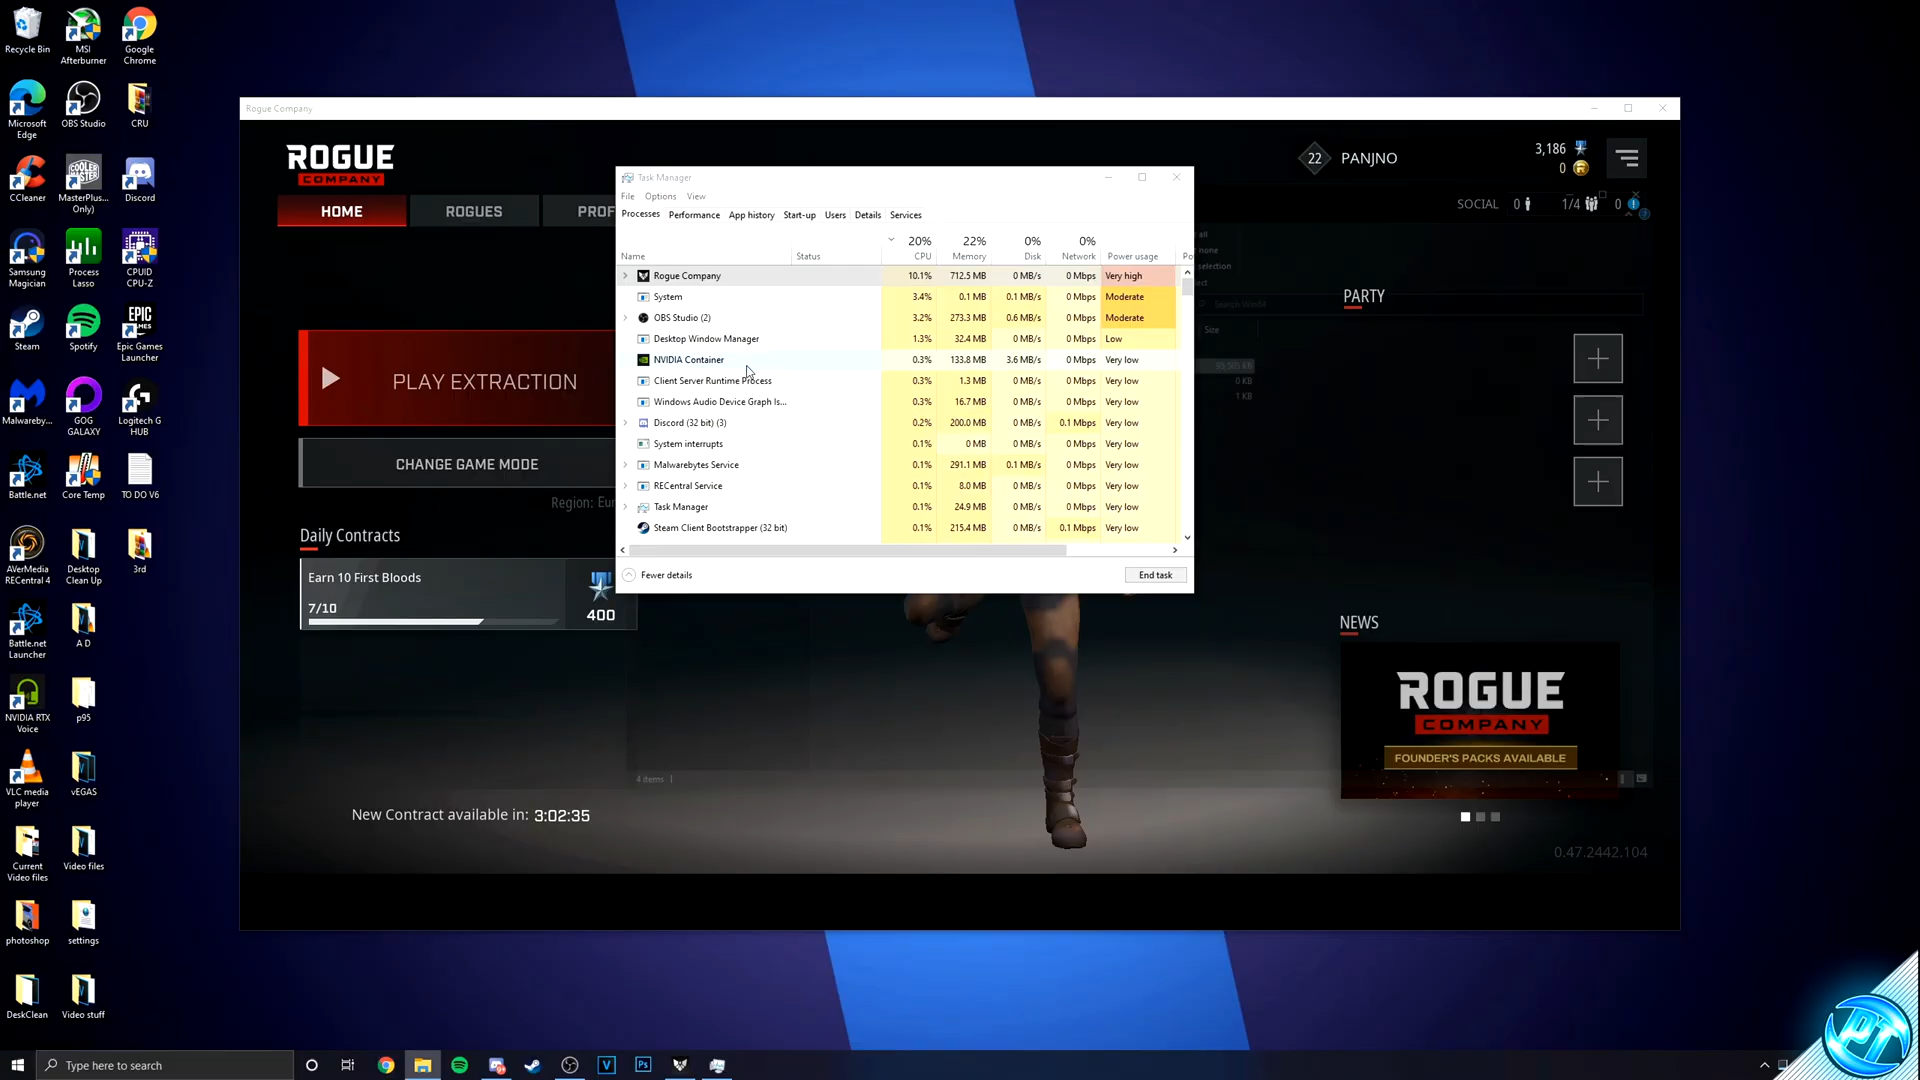 Recycle Bin
MSI Afterburner
Google Chrome
Microsoft Edge
OBS Studio
CRU
CCleaner
MasterPlus... Only)
Discord
Samsung Magician
Process Lasso
CPUID CPU-Z
Steam
Spotify
Epic Games Launcher
Malwareby...
GOG GALAXY
Logitech G HUB
Battle.net
Core Temp
TO DO V6
AVerMedia RECentral 4
Desktop Clean Up
3rd
Battle.net Launcher
A D
NVIDIA RTX Voice
p95
VLC media player
vEGAS
Current Video files
Video files
photoshop
settings
DeskClean
Video stuff
Rogue Company
ROGUE
COMPANY
22 PANJNO
3,186
0
HOME
ROGUES
PROF
SOCIAL 0 1/4 0
PARTY
PLAY EXTRACTION
CHANGE GAME MODE
Region: Eur
Daily Contracts
Earn 10 First Bloods
7/10
400
New Contract available in: 3:02:35
Task Manager
File Options View
Processes Performance App history Start-up Users Details Services
20% 22% 0% 0%
Name Status CPU Memory Disk Network Power usage Po
Rogue Company 10.1% 712.5 MB 0 MB/s 0 Mbps Very high
System 3.4% 0.1 MB 0.1 MB/s 0 Mbps Moderate
OBS Studio (2) 3.2% 273.3 MB 0.6 MB/s 0 Mbps Moderate
Desktop Window Manager 1.3% 32.4 MB 0 MB/s 0 Mbps Low
NVIDIA Container 0.3% 133.8 MB 3.6 MB/s 0 Mbps Very low
Client Server Runtime Process 0.3% 1.3 MB 0 MB/s 0 Mbps Very low
Windows Audio Device Graph Is... 0.3% 16.7 MB 0 MB/s 0 Mbps Very low
Discord (32 bit) (3) 0.2% 200.0 MB 0 MB/s 0.1 Mbps Very low
System interrupts 0.1% 0 MB 0 MB/s 0 Mbps Very low
Malwarebytes Service 0.1% 291.1 MB 0.1 MB/s 0 Mbps Very low
RECentral Service 0.1% 8.0 MB 0 MB/s 0 Mbps Very low
Task Manager 0.1% 24.9 MB 0 MB/s 0 Mbps Very low
Steam Client Bootstrapper (32 bit) 0.1% 215.4 MB 0 MB/s 0.1 Mbps Very low
Fewer details
End task
all
none
selection
Size
0 KB
1 KB
4 items
NEWS
ROGUE
COMPANY
FOUNDER'S PACKS AVAILABLE
0.47.2442.104
Type here to search
PT